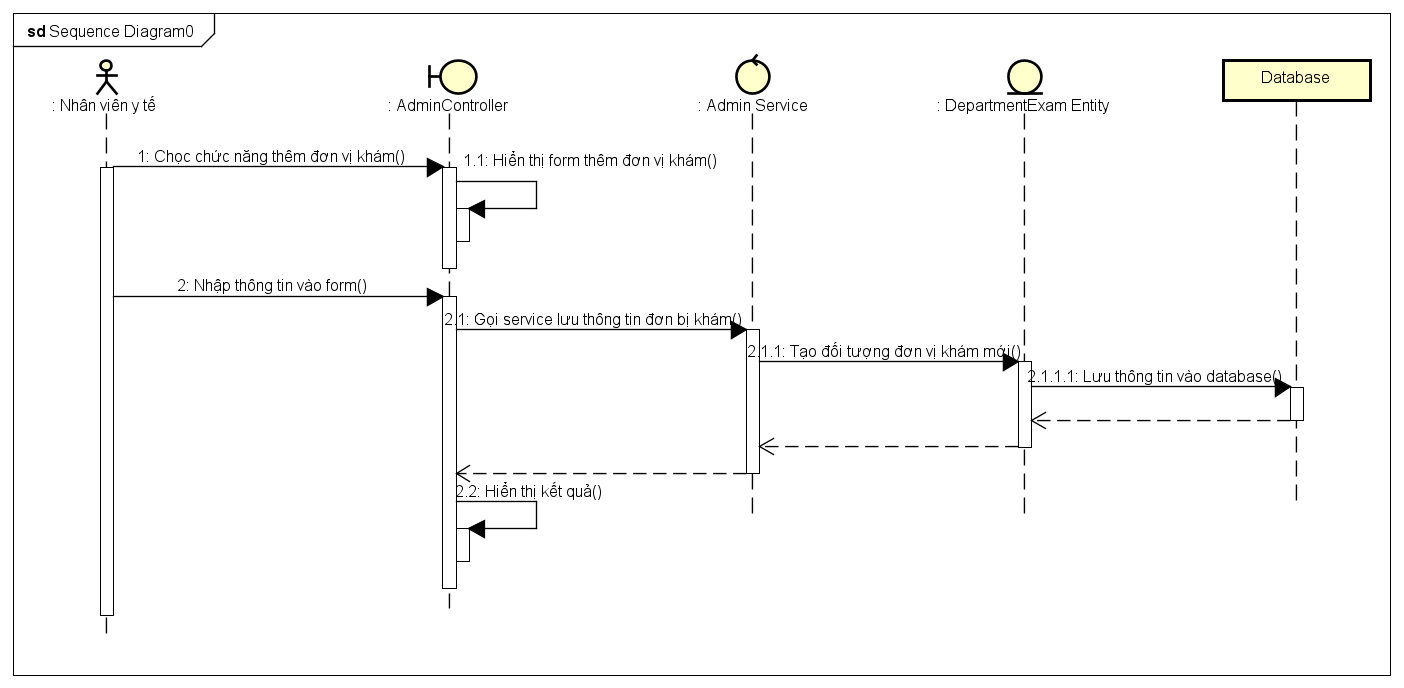 sd Sequence Diagram0
: Nhân viên y tế
: AdminController
: Admin Service
: DepartmentExam Entity
Database
1: Chọc chức năng thêm đơn vị khám()
1.1: Hiển thị form thêm đơn vị khám()
2: Nhập thông tin vào form()
2.1: Gọi service lưu thông tin đơn bị khám()
2.1.1: Tạo đối tượng đơn vị khám mới()
2.1.1.1: Lưu thông tin vào database()
2.2: Hiển thị kết quả()